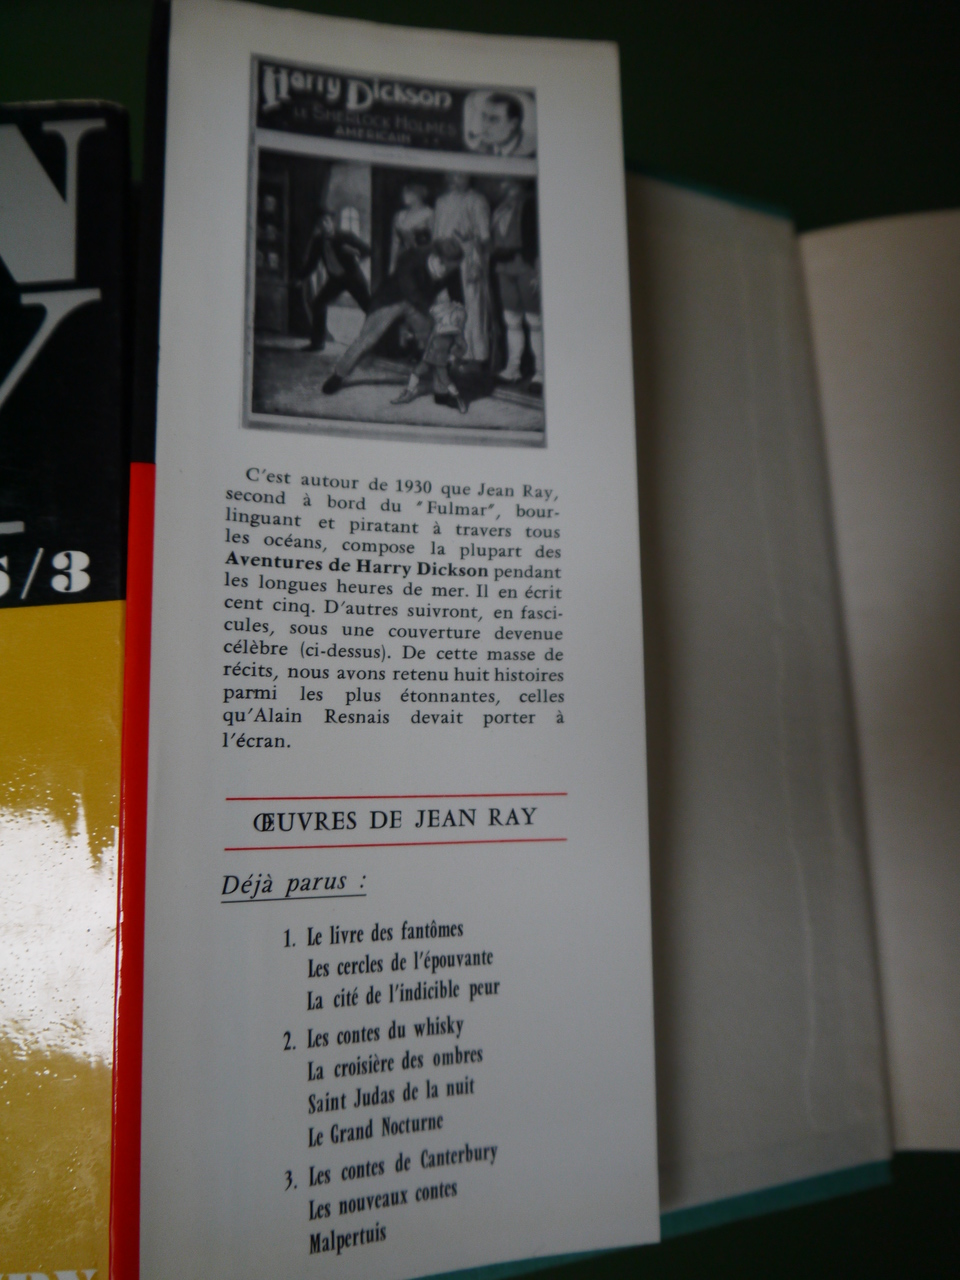 N
Y
S/3
Harry Dickson
LE SHERLOCK HOLMES
AMERICAIN
C'est autour de 1930 que Jean Ray,
second à bord du "Fulmar", bour-
linguant et piratant à travers tous
les océans, compose la plupart des
Aventures de Harry Dickson pendant
les longues heures de mer. Il en écrit
cent cinq. D'autres suivront, en fasci-
cules, sous une couverture devenue
célèbre (ci-dessus). De cette masse de
récits, nous avons retenu huit histoires
parmi les plus étonnantes, celles
qu'Alain Resnais devait porter à
l'écran.
ŒUVRES DE JEAN RAY
Déjà parus :
1. Le livre des fantômes
Les cercles de l'épouvante
La cité de l'indicible peur
2. Les contes du whisky
La croisière des ombres
Saint Judas de la nuit
Le Grand Nocturne
3. Les contes de Canterbury
Les nouveaux contes
Malpertuis